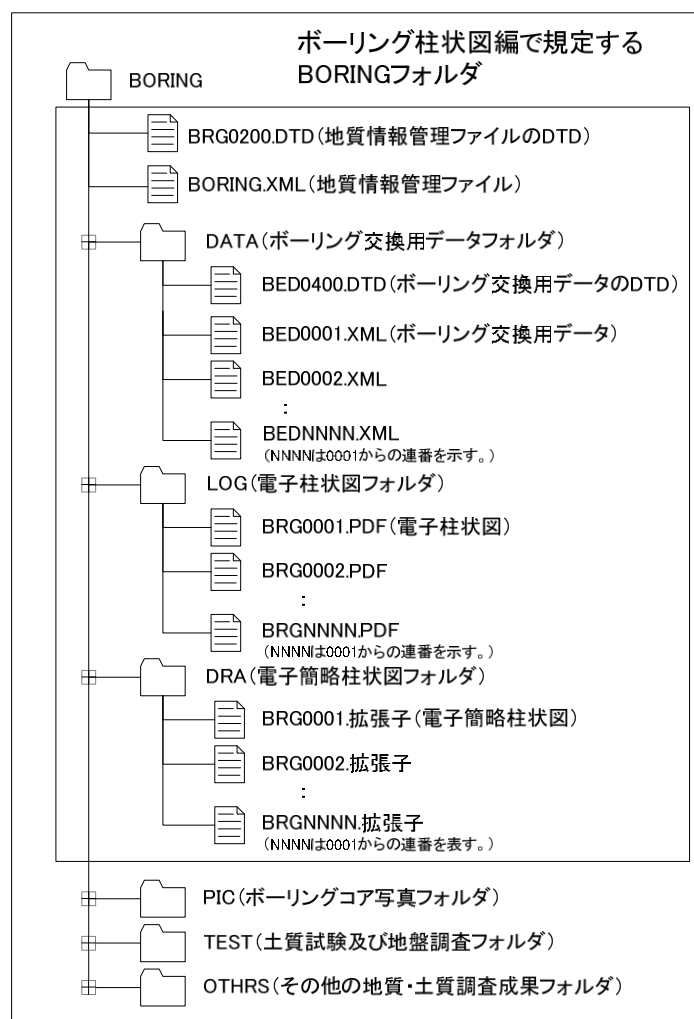 ボーリング柱状図編で規定する
BORINGフォルダ
BORING
BRG0200.DTD(地質情報管理ファイルのDTD)
BORING.XML(地質情報管理ファイル)
DATA(ボーリング交換用データフォルダ)
BED0400.DTD(ボーリング交換用データのDTD)
BED0001.XML(ボーリング交換用データ)
BED0002.XML
:
BEDNNNN.XML
(NNNNは0001からの連番を示す。)
LOG(電子柱状図フォルダ)
BRG0001.PDF(電子柱状図)
BRG0002.PDF
:
BRGNNNN.PDF
(NNNNは0001からの連番を示す。)
DRA(電子簡略柱状図フォルダ)
BRG0001.拡張子(電子簡略柱状図)
BRG0002.拡張子
:
BRGNNNN.拡張子
(NNNNは0001からの連番を表す。)
PIC(ボーリングコア写真フォルダ)
TEST(土質試験及び地盤調査フォルダ)
OTHRS(その他の地質・土質調査成果フォルダ)